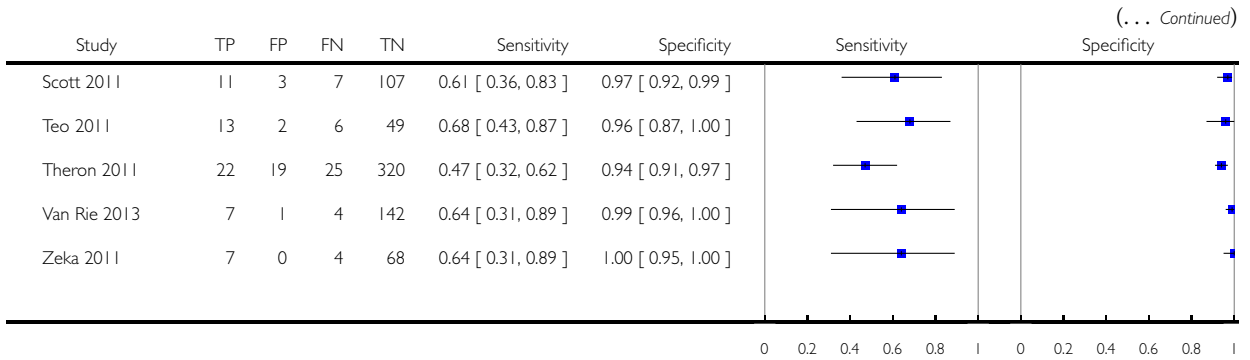 (... Continued)
Study TP FP FN TN Sensitivity Specificity Sensitivity Specificity
Scott 2011 11 3 7 107 0.61 [ 0.36, 0.83 ] 0.97 [ 0.92, 0.99 ]
Teo 2011 13 2 6 49 0.68 [ 0.43, 0.87 ] 0.96 [ 0.87, 1.00 ]
Theron 2011 22 19 25 320 0.47 [ 0.32, 0.62 ] 0.94 [ 0.91, 0.97 ]
Van Rie 2013 7 1 4 142 0.64 [ 0.31, 0.89 ] 0.99 [ 0.96, 1.00 ]
Zeka 2011 7 0 4 68 0.64 [ 0.31, 0.89 ] 1.00 [ 0.95, 1.00 ]
0 0.2 0.4 0.6 0.8 1 0 0.2 0.4 0.6 0.8 1